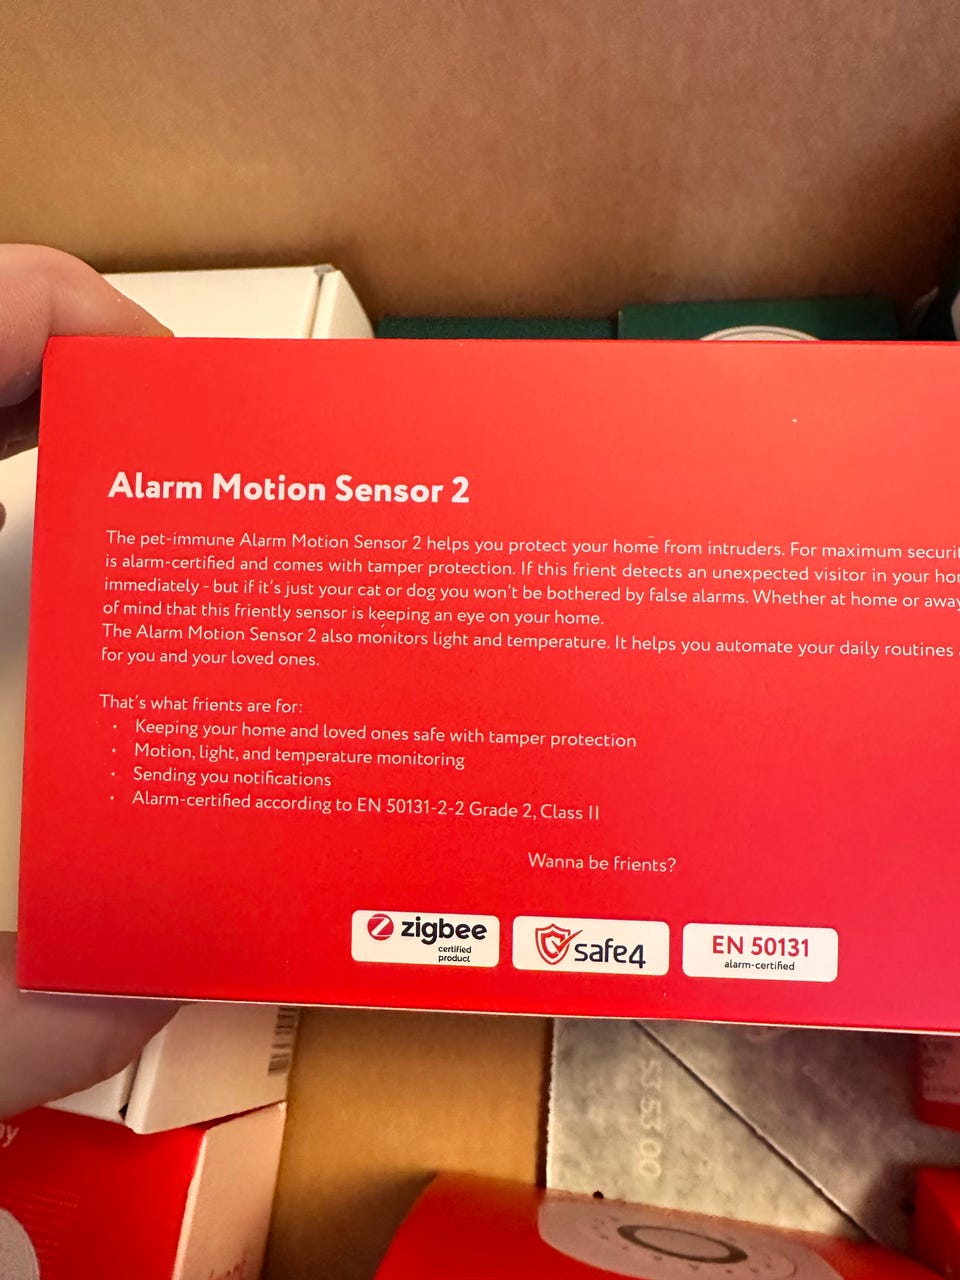 Alarm Motion Sensor 2
The pet-immune Alarm Motion Sensor 2 helps you protect your home from intruders. For maximum
is alarm-certified and comes with tamper protection. If this frient detects an unexpected visitor in your
immediately - but if it's just your cat or dog you won't be bothered by false alarms. Whether at home or away
of mind that this friently sensor is keeping an eye on your home.
The Alarm Motion Sensor 2 also monitors light and temperature. It helps you automate your daily routines
for you and your loved ones.
That's what frients are for:
• Keeping your home and loved ones safe with tamper protection
• Motion, light, and temperature monitoring
• Sending you notifications
• Alarm-certified according to EN 50131-2-2 Grade 2, Class II
Wanna be frients?
zigbee
certified
product
safe4
EN 50131
alarm-certified
53 53 00